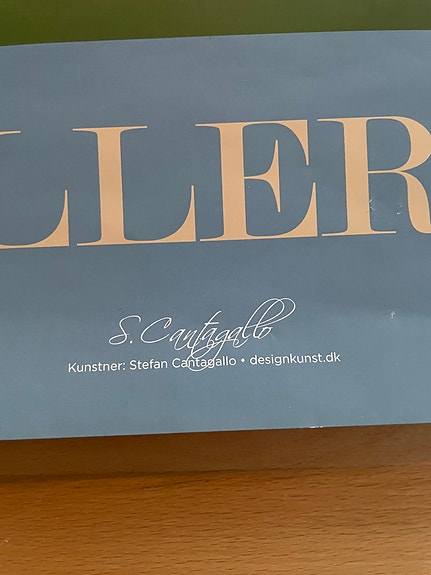 LLER
S. Cantagallo
Kunstner: Stefan Cantagallo • designkunst.dk